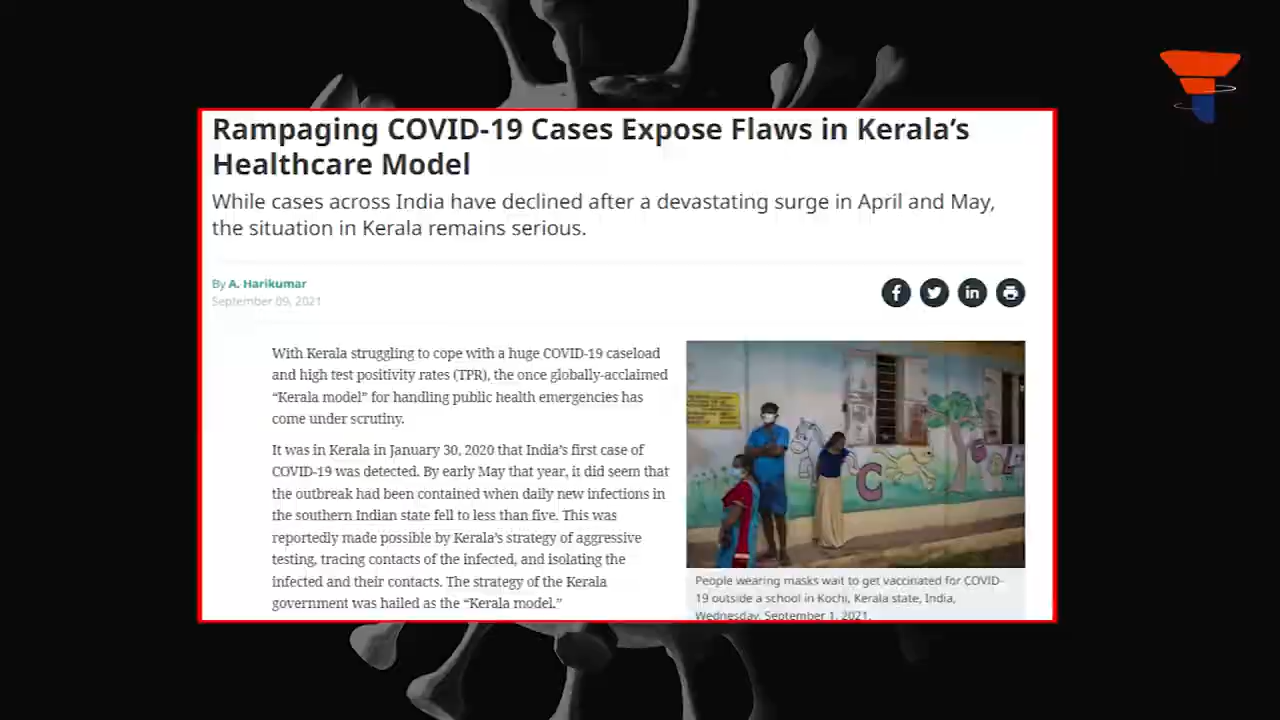 Rampaging COVID-19 Cases Expose Flaws in Kerala's
Healthcare Model
While cases across India have declined after a devastating surge in April and May,
the situation in Kerala remains serious.
By A. Harikumar
September 09, 2021
With Kerala struggling to cope with a huge COVID-19 caseload
and high test positivity rates (TPR), the once globally-acclaimed
“Kerala model” for handling public health emergencies has
come under scrutiny.
It was in Kerala in January 30, 2020 that India's first case of
COVID-19 was detected. By early May that year, it did seem that
the outbreak had been contained when daily new infections in
the southern Indian state fell to less than five. This was
reportedly made possible by Kerala's strategy of aggressive
testing, tracing contacts of the infected, and isolating the
infected and their contacts. The strategy of the Kerala
government was hailed as the “Kerala model.”
People wearing masks wait to get vaccinated for COVID-
19 outside a school in Kochi, Kerala state, India,
Wednesday, September 1, 2021.